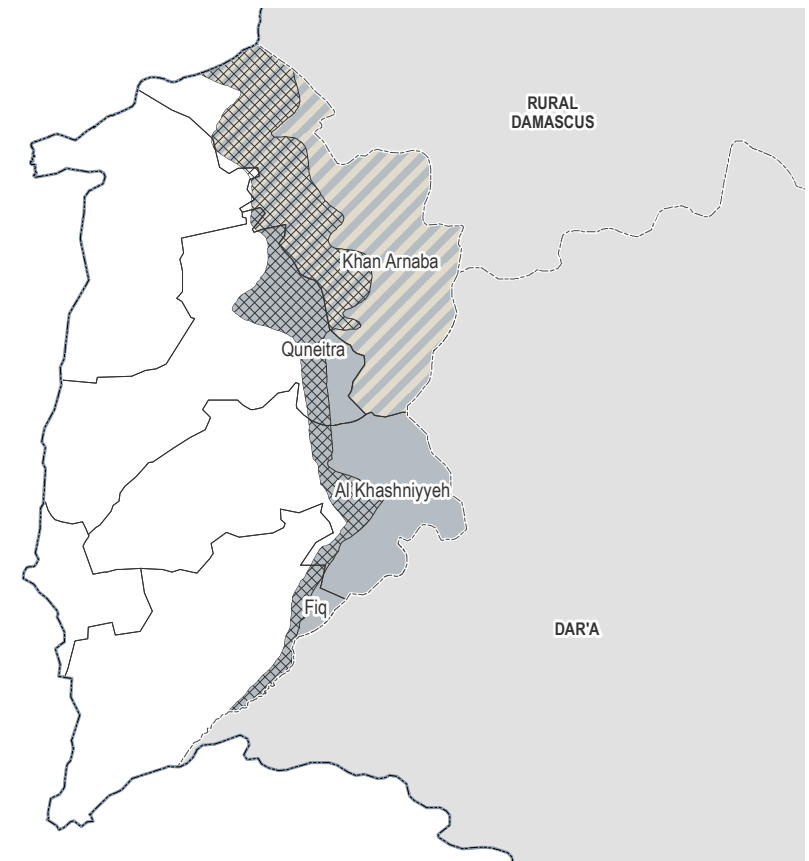 RURAL
DAMASCUS
Khan Arnaba
Quneitra
Al Khashniyyeh
Fiq
DAR'A